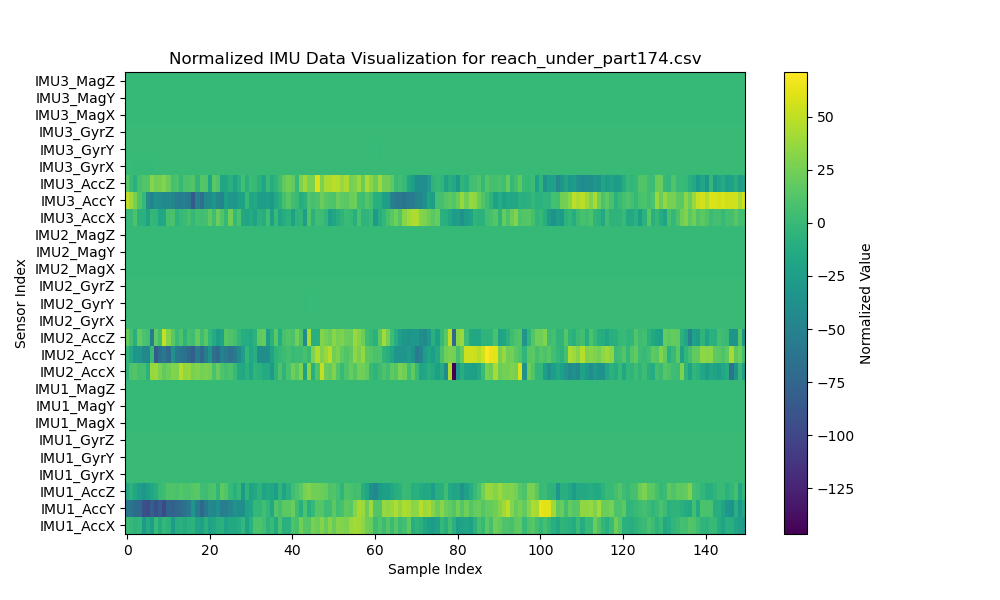 Normalized IMU Data Visualization for reach_under_part174.csv
IMU3_MagZ
IMU3_MagY
IMU3_MagX
IMU3_GyrZ
IMU3_GyrY
IMU3_GyrX
IMU3_AccZ
IMU3_AccY
IMU3_AccX
IMU2_MagZ
IMU2_MagY
IMU2_MagX
IMU2_GyrZ
IMU2_GyrY
IMU2_GyrX
IMU2_AccZ
IMU2_AccY
IMU2_AccX
IMU1_MagZ
IMU1_MagY
IMU1_MagX
IMU1_GyrZ
IMU1_GyrY
IMU1_GyrX
IMU1_AccZ
IMU1_AccY
IMU1_AccX
Sensor Index
0 20 40 60 80 100 120 140
Sample Index
50
25
0
−25
−50
−75
−100
−125
Normalized Value